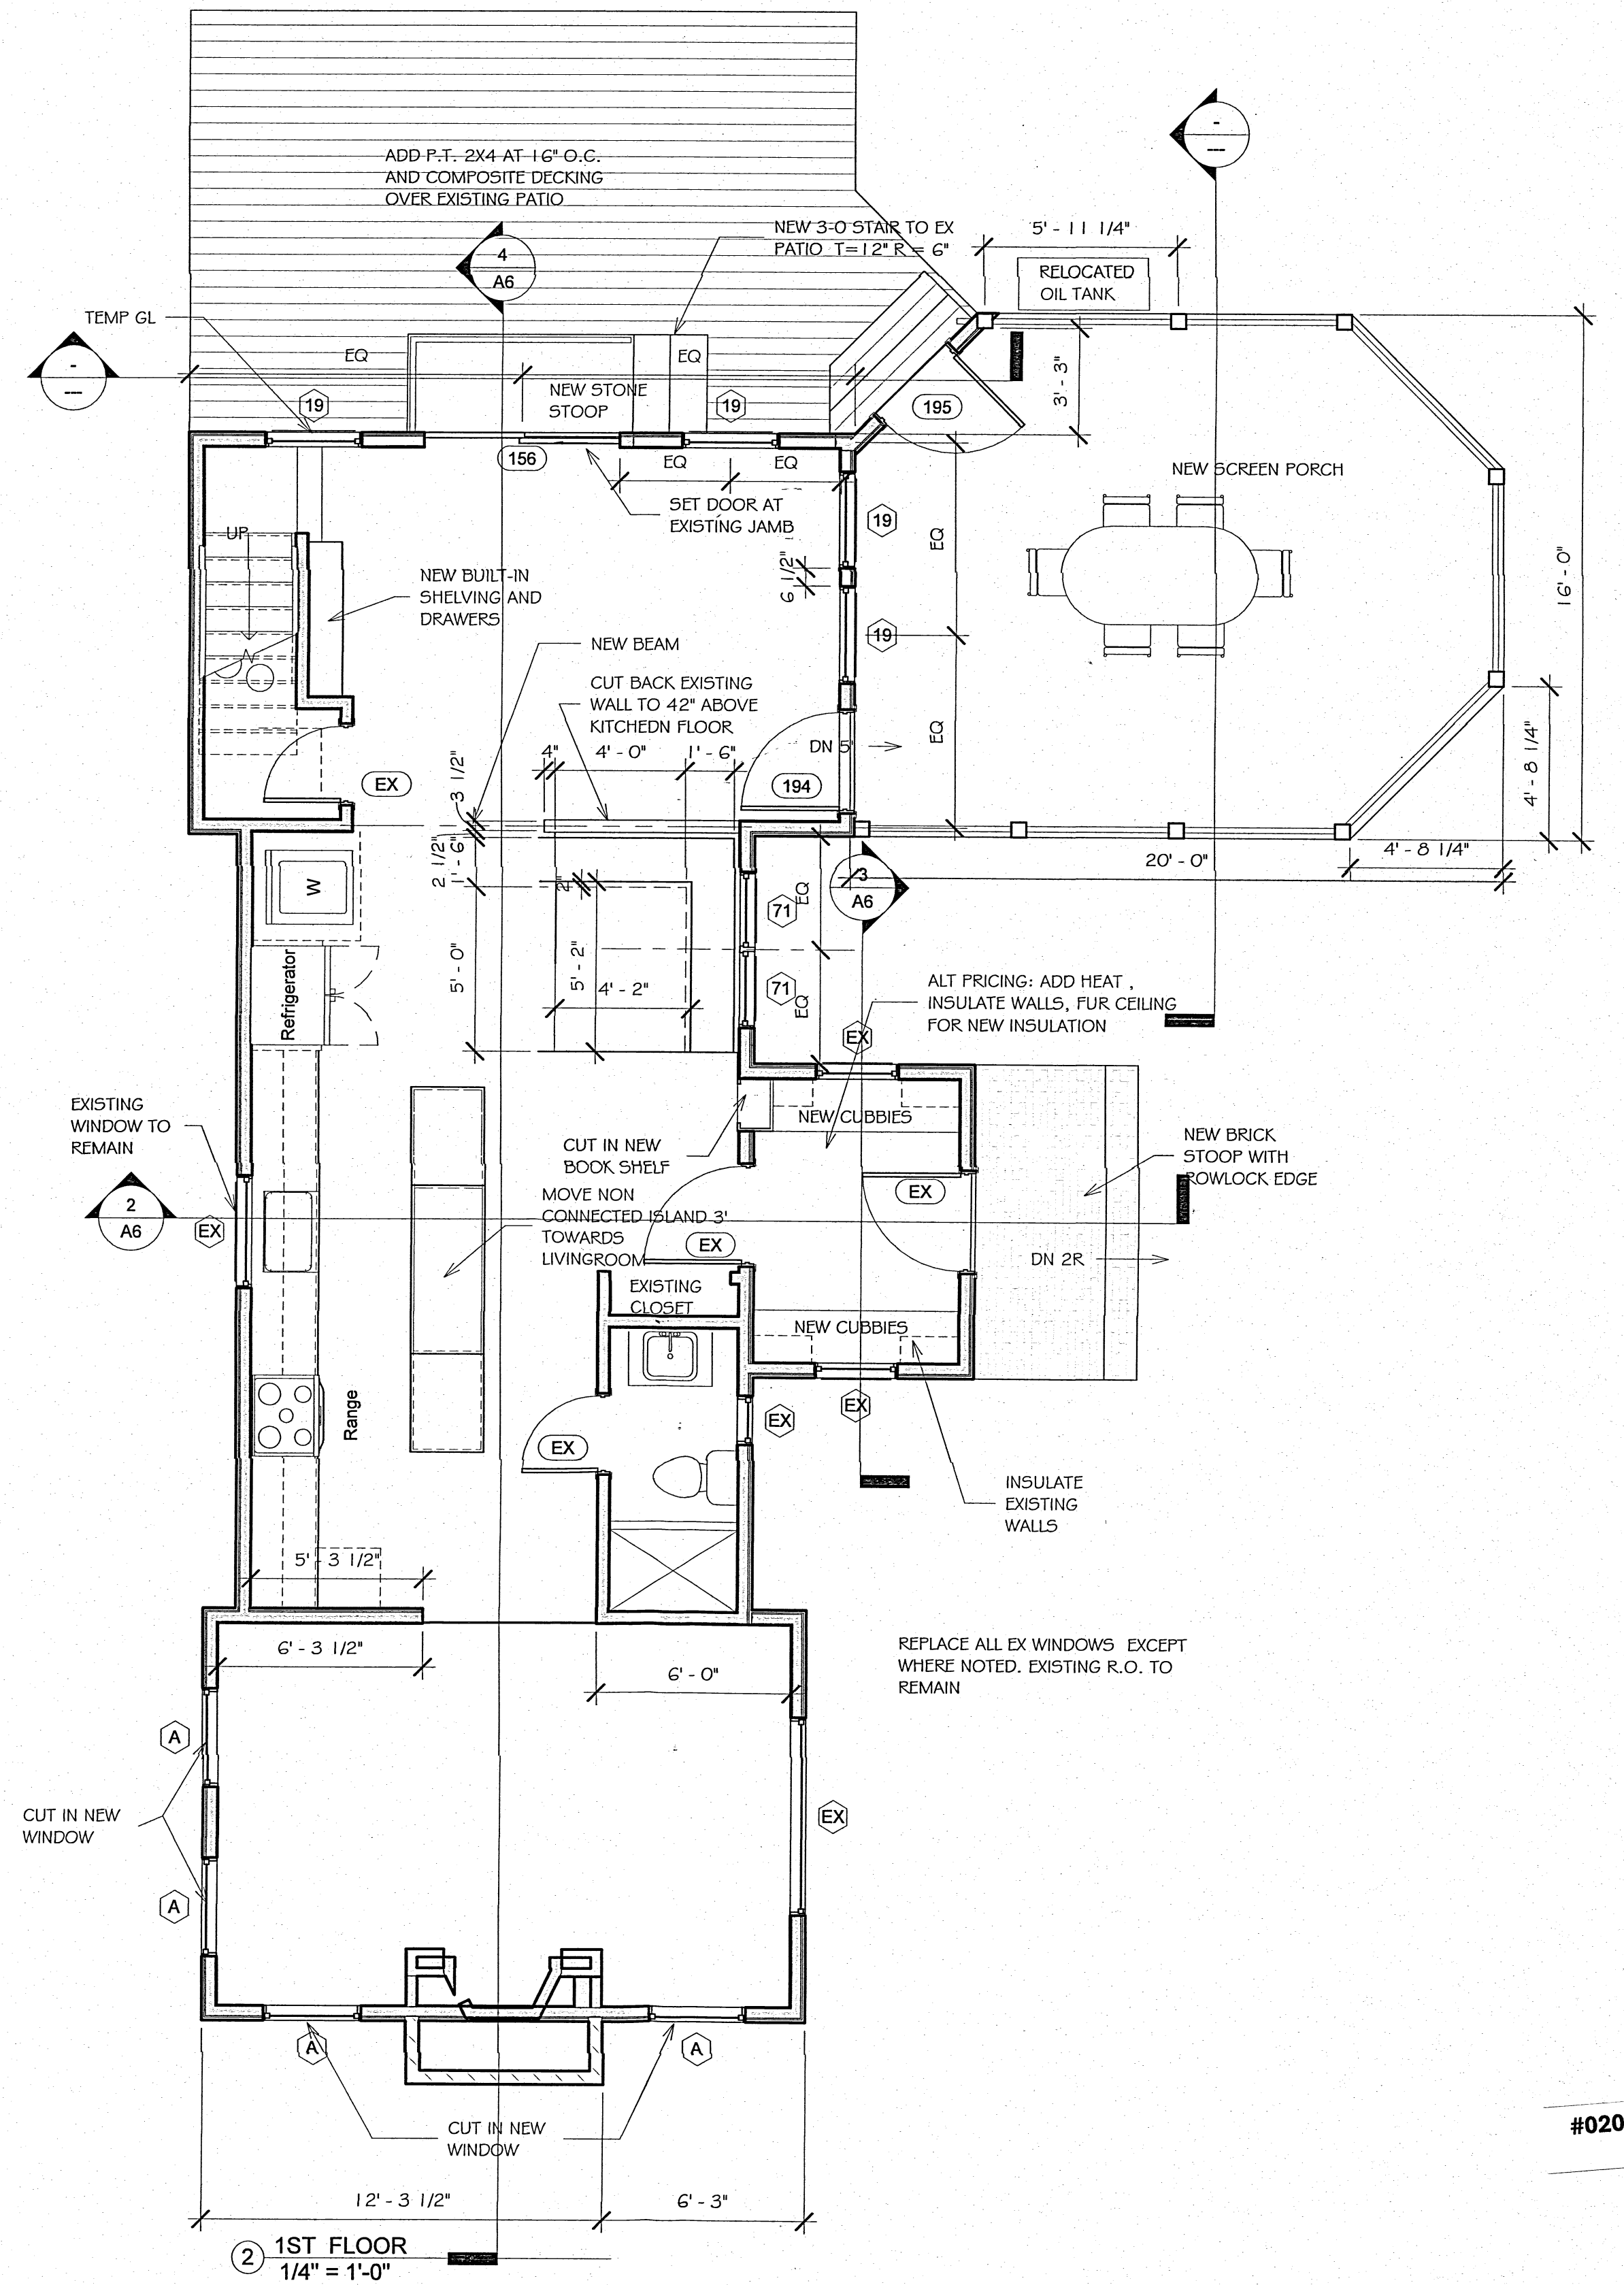 ADD P.T. 2X4 AT 16" O.C.
AND COMPOSITE DECKING
OVER EXISTING PATIO
-
---
NEW 3-0 STAIR TO EX
PATIO T=12" R = 6"
5' - 11 1/4"
4
A6
RELOCATED
OIL TANK
TEMP GL
EQ
EQ
-
---
NEW STONE
STOOP
19
19
195
3' - 3"
156
EQ
EQ
NEW SCREEN PORCH
SET DOOR AT
EXISTING JAMB
19
EQ
UP
6 1/2"
16' - 0"
NEW BUILT-IN
SHELVING AND
DRAWERS
19
NEW BEAM
CUT BACK EXISTING
WALL TO 42" ABOVE
KITCHEDN FLOOR
EQ
DN 5'
4"
4' - 0"
1' - 6"
3 1/2"
EX
194
4' - 8 1/4"
2 1/2"
1' - 6"
2"
20' - 0"
4' - 8 1/4"
W
3
A6
71
EQ
5' - 0"
5' - 2"
4' - 2"
71
EQ
Refrigerator
ALT PRICING: ADD HEAT ,
INSULATE WALLS, FUR CEILING
FOR NEW INSULATION
EX
EXISTING
WINDOW TO
REMAIN
NEW CUBBIES
CUT IN NEW
BOOK SHELF
NEW BRICK
STOOP WITH
ROWLOCK EDGE
EX
2
A6
EX
MOVE NON
CONNECTED ISLAND 3'
TOWARDS
LIVINGROOM
EX
DN 2R
EXISTING
CLOSET
NEW CUBBIES
Range
EX
EX
EX
INSULATE
EXISTING
WALLS
5' - 3 1/2"
6' - 3 1/2"
6' - 0"
REPLACE ALL EX WINDOWS EXCEPT
WHERE NOTED. EXISTING R.O. TO
REMAIN
A
CUT IN NEW
WINDOW
EX
A
A
A
CUT IN NEW
WINDOW
#020
12' - 3 1/2"
6' - 3"
2
1ST FLOOR
1/4" = 1'-0"